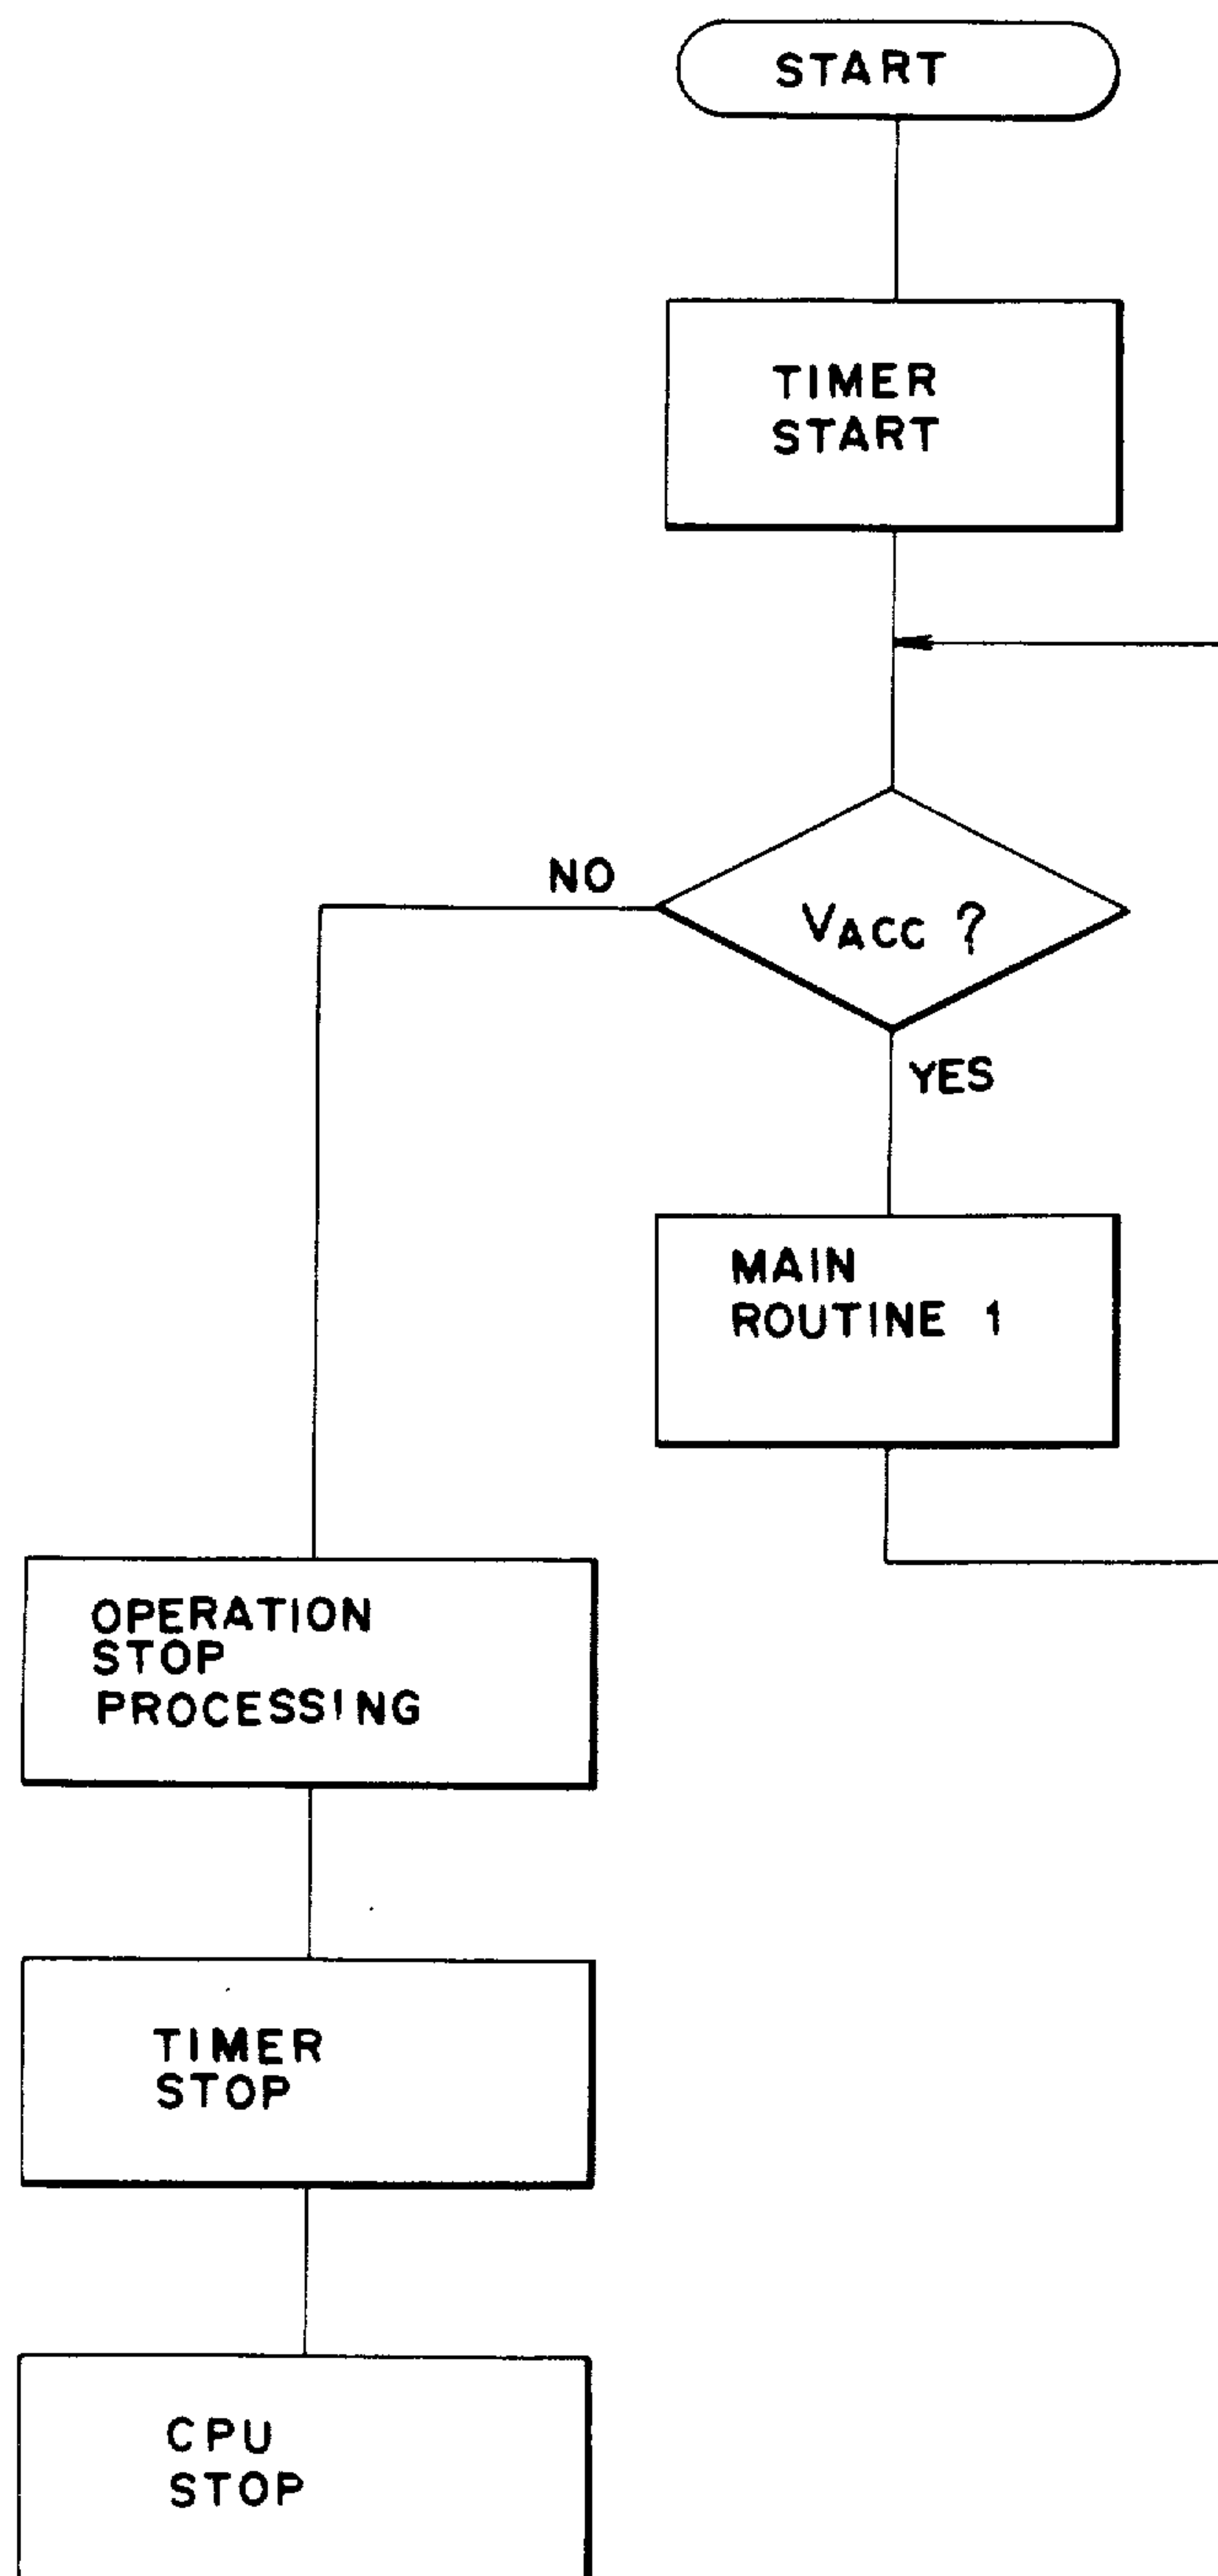 START
TIMER
START
NO
VACC ?
YES
MAIN
ROUTINE 1
OPERATION
STOP
PROCESSING
TIMER
STOP
CPU
STOP